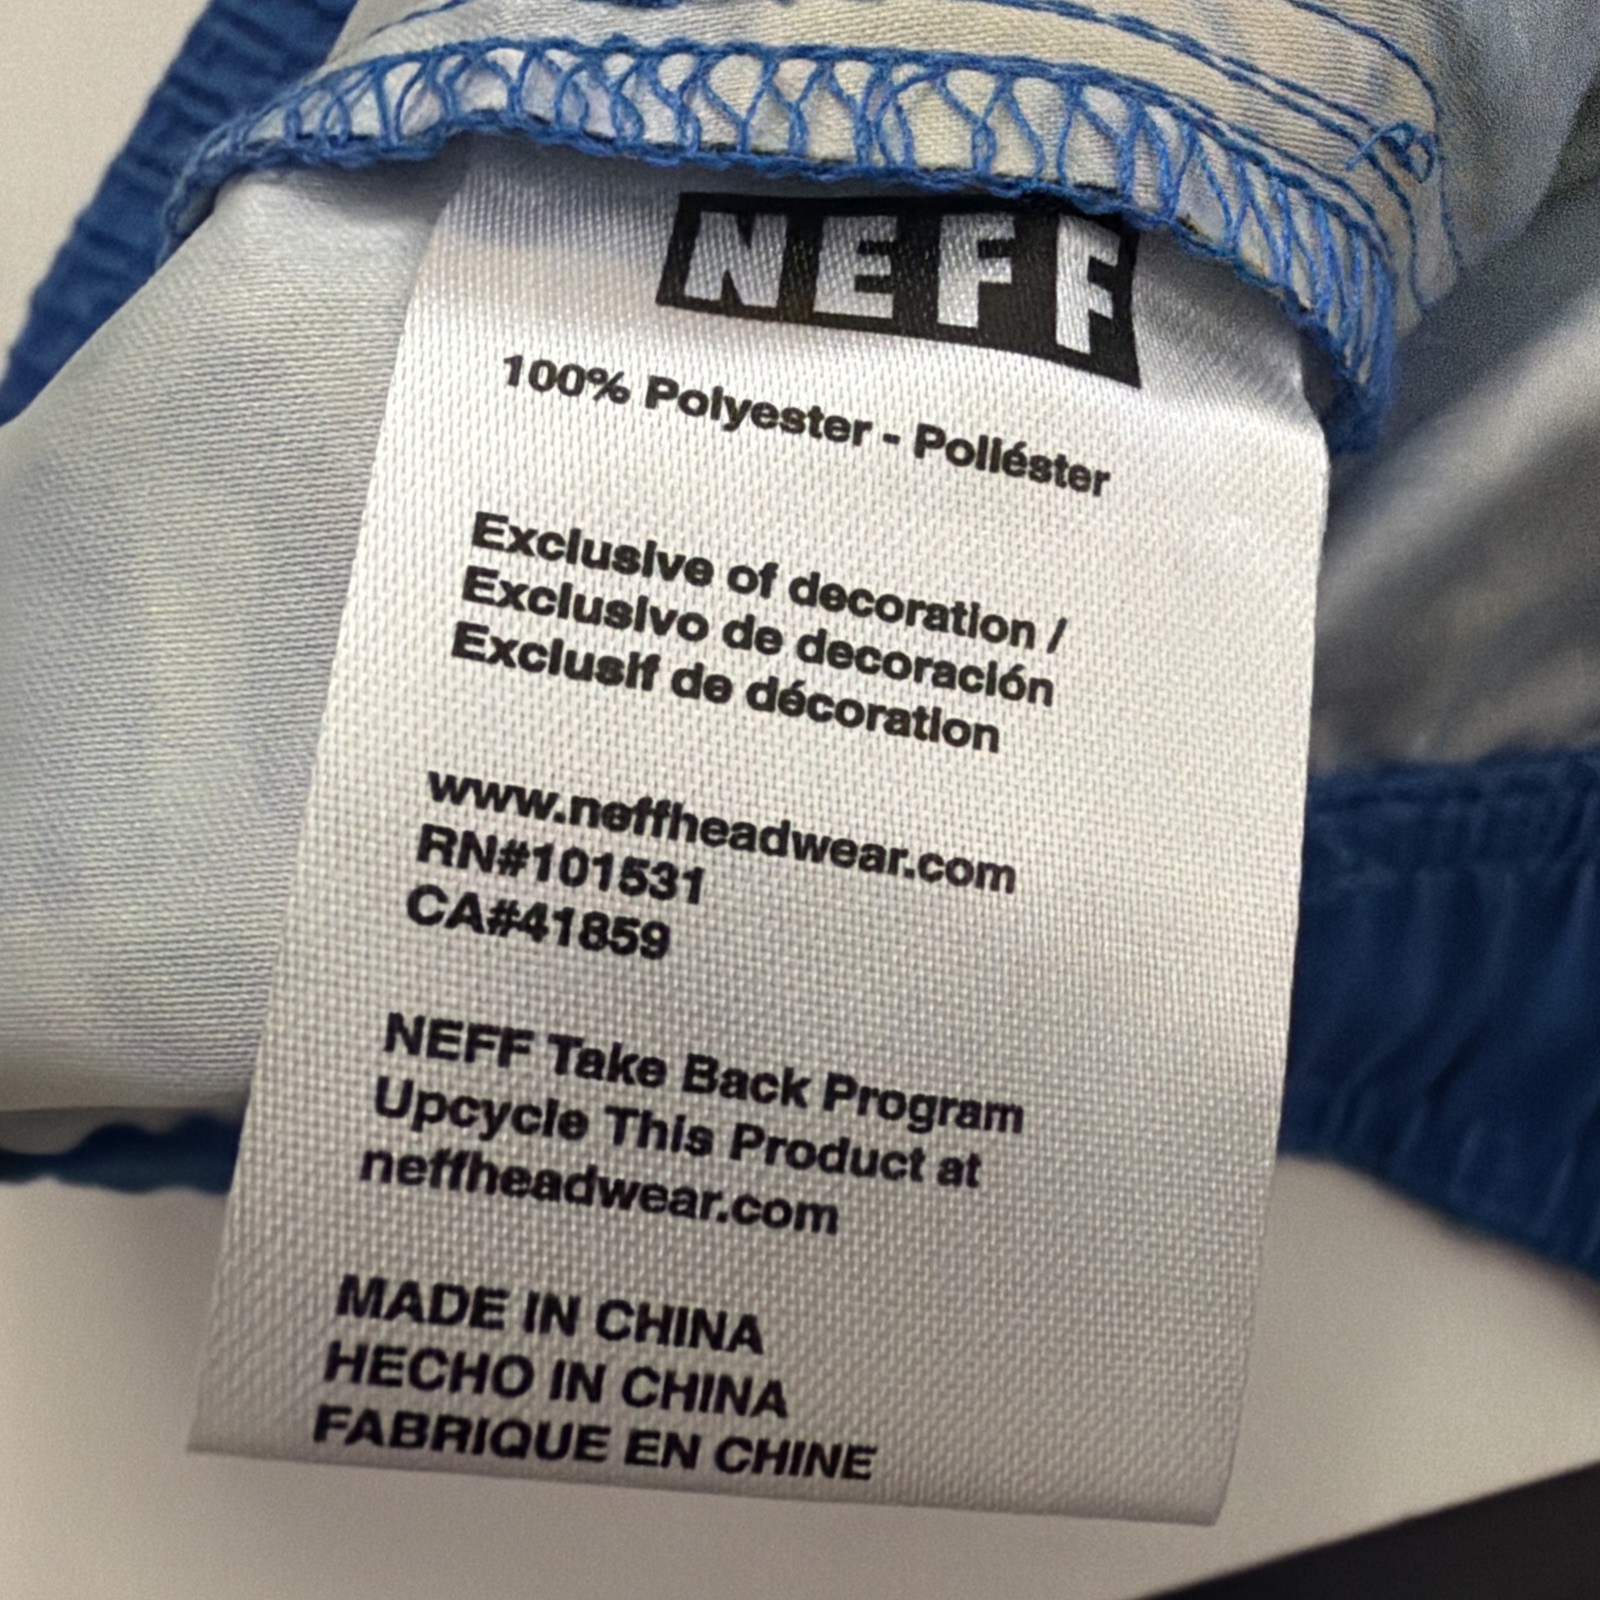 NEFF
100% Polyester - Poliéster
Exclusive of decoration /
Exclusivo de decoración
Exclusif de décoration
www.neffheadwear.com
RN#101531
CA#41859
NEFF Take Back Program
Upcycle This Product at
neffheadwear.com
MADE IN CHINA
HECHO IN CHINA
FABRIQUE EN CHINE